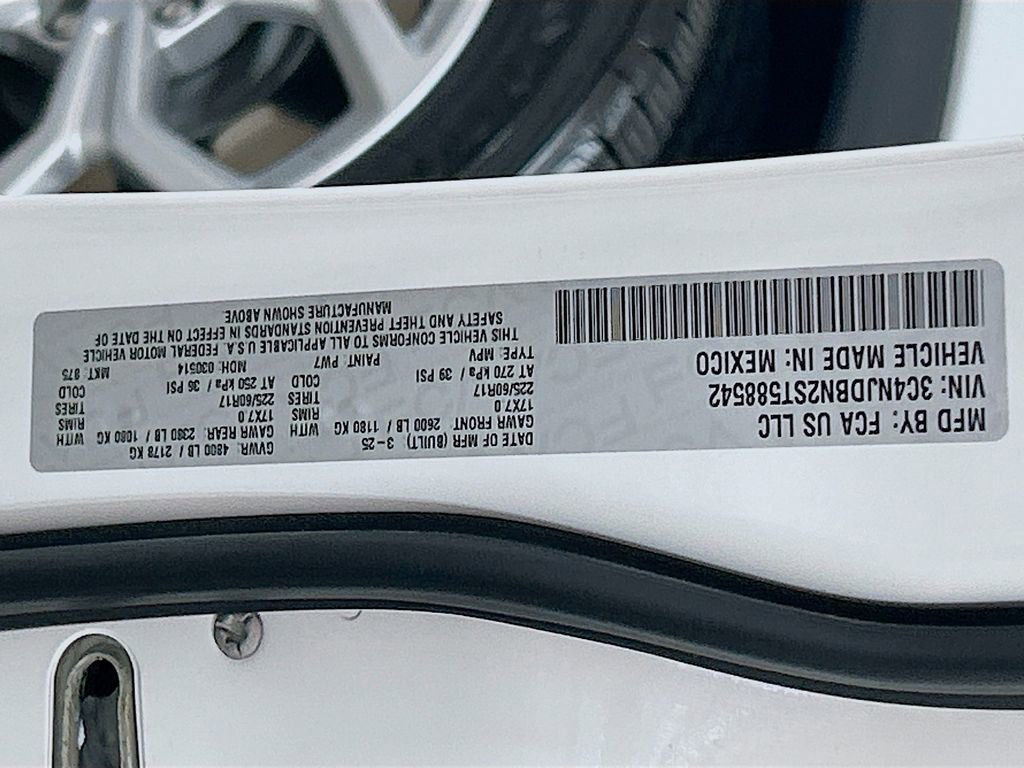 MFD BY: FCA US LLC
VIN: 3C4NJDBN2ST588542
VEHICLE MADE IN: MEXICO
DATE OF MFR (BUILT): 3-25
GVWR: 4800 LB / 2178 KG
GAWR FRONT: 2600 LB / 1180 KG WITH
GAWR REAR: 2380 LB / 1080 KG WITH
17X7.0 RIMS
17X7.0 RIMS
225/60R17 TIRES
225/60R17 TIRES
AT 270 kPa / 39 PSI COLD
AT 250 kPa / 36 PSI COLD
TYPE: MPV PAINT: PW7 MDH: 030514 MKT: 875
THIS VEHICLE CONFORMS TO ALL APPLICABLE U.S.A. FEDERAL MOTOR VEHICLE
SAFETY AND THEFT PREVENTION STANDARDS IN EFFECT ON THE DATE OF
MANUFACTURE SHOWN ABOVE